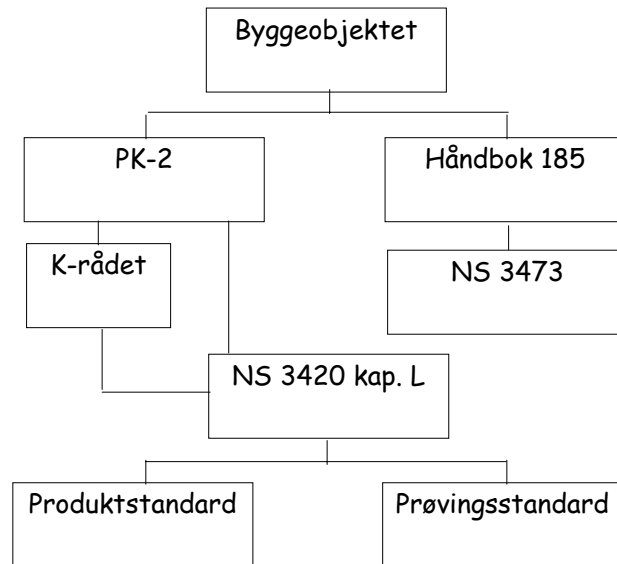 Byggeobjektet
PK-2
Håndbok 185
K-rådet
NS 3473
NS 3420 kap. L
Produktstandard
Prøvingsstandard